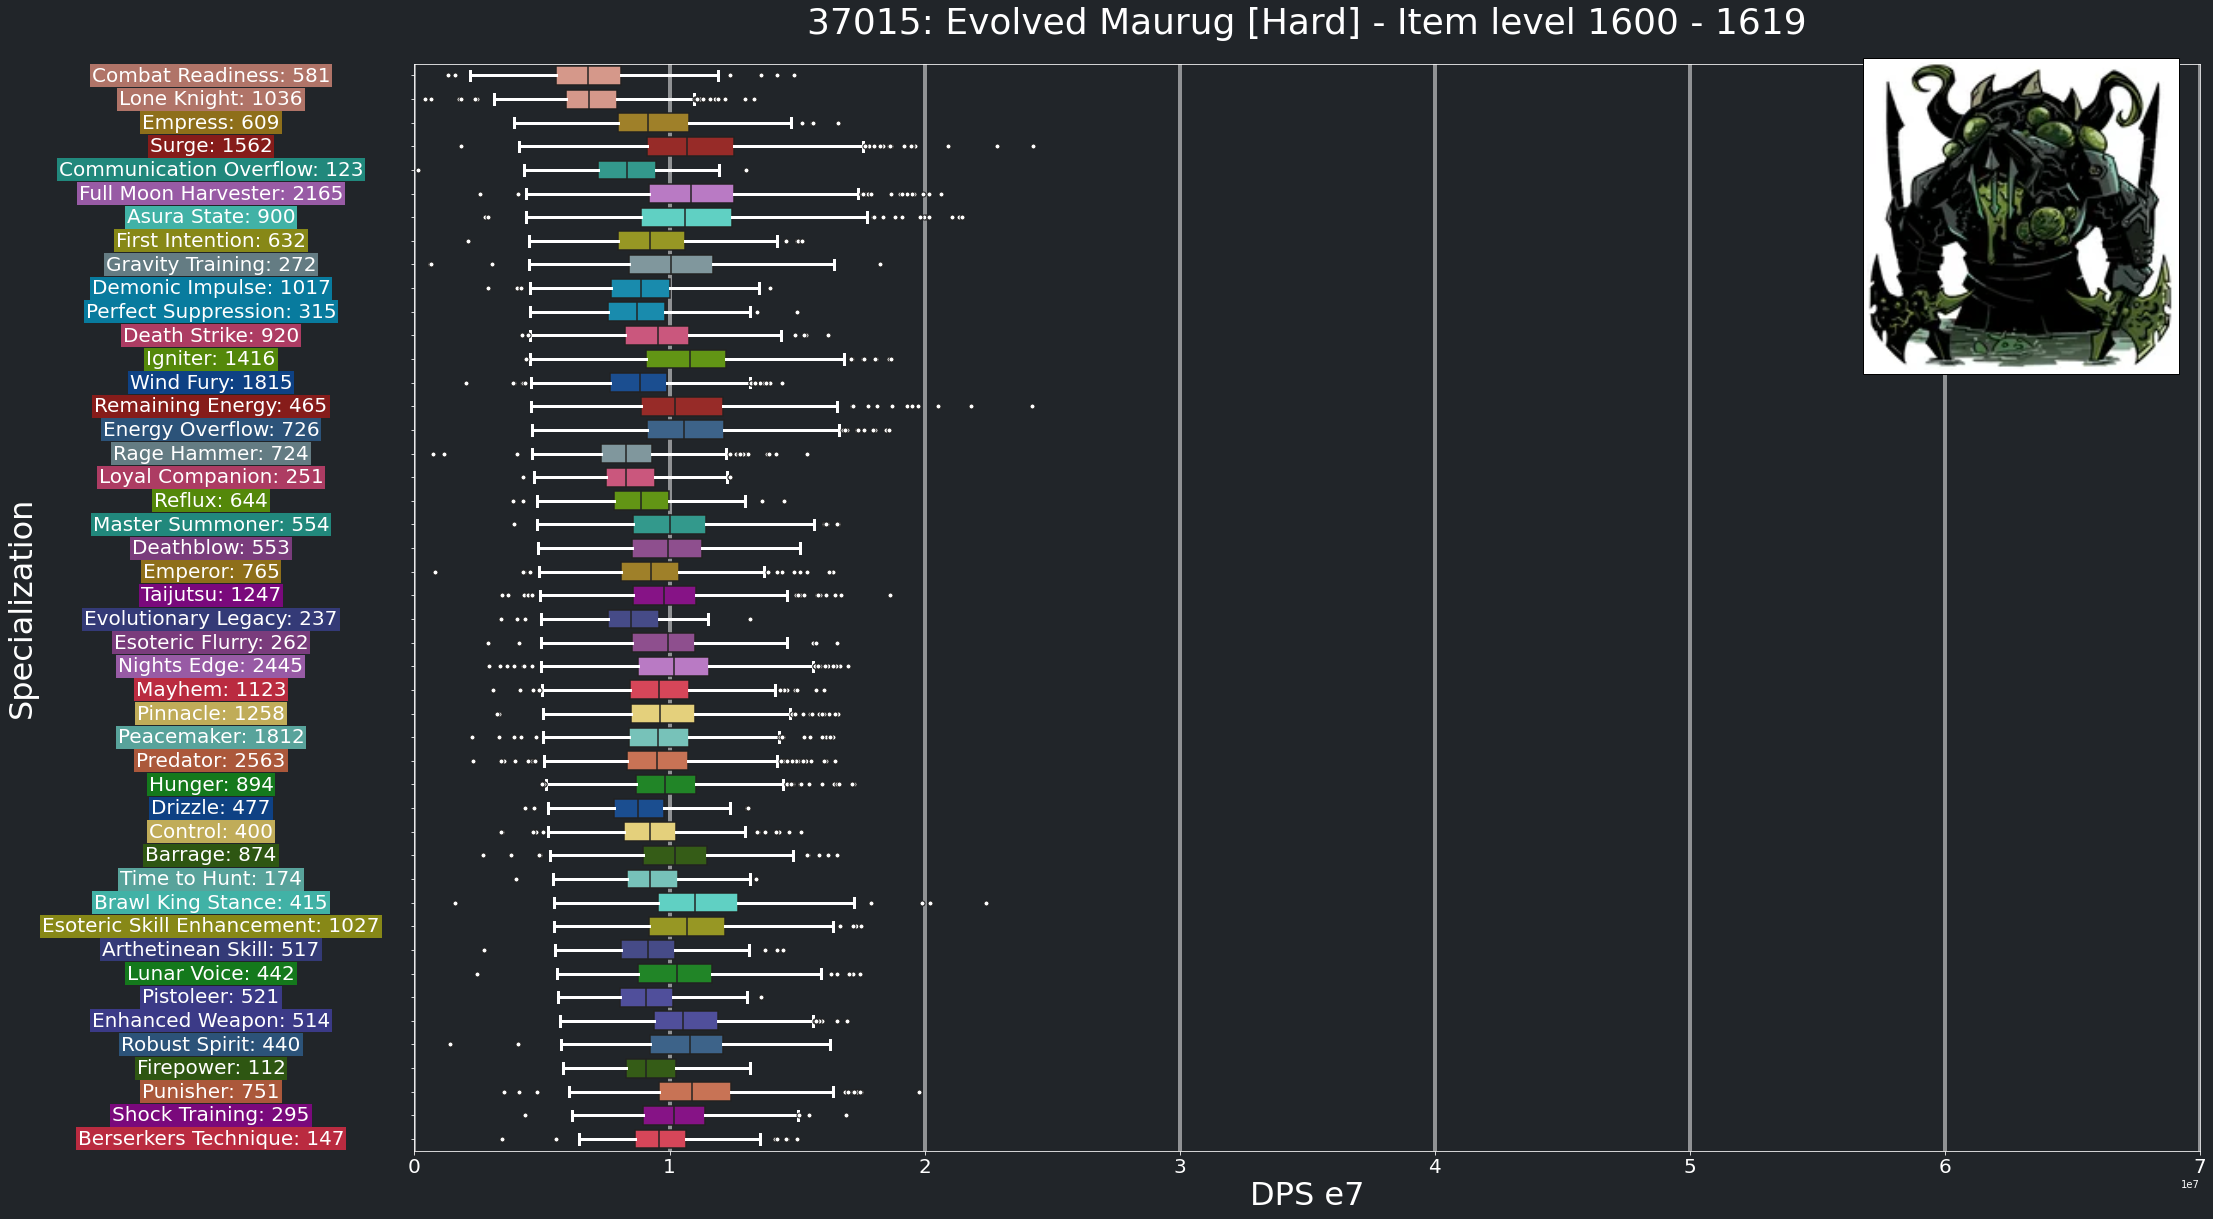 37015: Evolved Maurug [Hard] - Item level 1600 - 1619
Combat Readiness: 581
Lone Knight: 1036
Empress: 609
Surge: 1562
Communication Overflow: 123
Full Moon Harvester: 2165
Asura State: 900
First Intention: 632
Gravity Training: 272
Demonic Impulse: 1017
Perfect Suppression: 315
Death Strike: 920
Igniter: 1416
Wind Fury: 1815
Remaining Energy: 465
Energy Overflow: 726
Rage Hammer: 724
Loyal Companion: 251
Reflux: 644
Master Summoner: 554
Deathblow: 553
Emperor: 765
Taijutsu: 1247
Evolutionary Legacy: 237
Esoteric Flurry: 262
Nights Edge: 2445
Mayhem: 1123
Pinnacle: 1258
Peacemaker: 1812
Predator: 2563
Hunger: 894
Drizzle: 477
Control: 400
Barrage: 874
Time to Hunt: 174
Brawl King Stance: 415
Esoteric Skill Enhancement: 1027
Arthetinean Skill: 517
Lunar Voice: 442
Pistoleer: 521
Enhanced Weapon: 514
Robust Spirit: 440
Firepower: 112
Punisher: 751
Shock Training: 295
Berserkers Technique: 147
Specialization
0 1 2 3 4 5 6 7
1e7
DPS e7